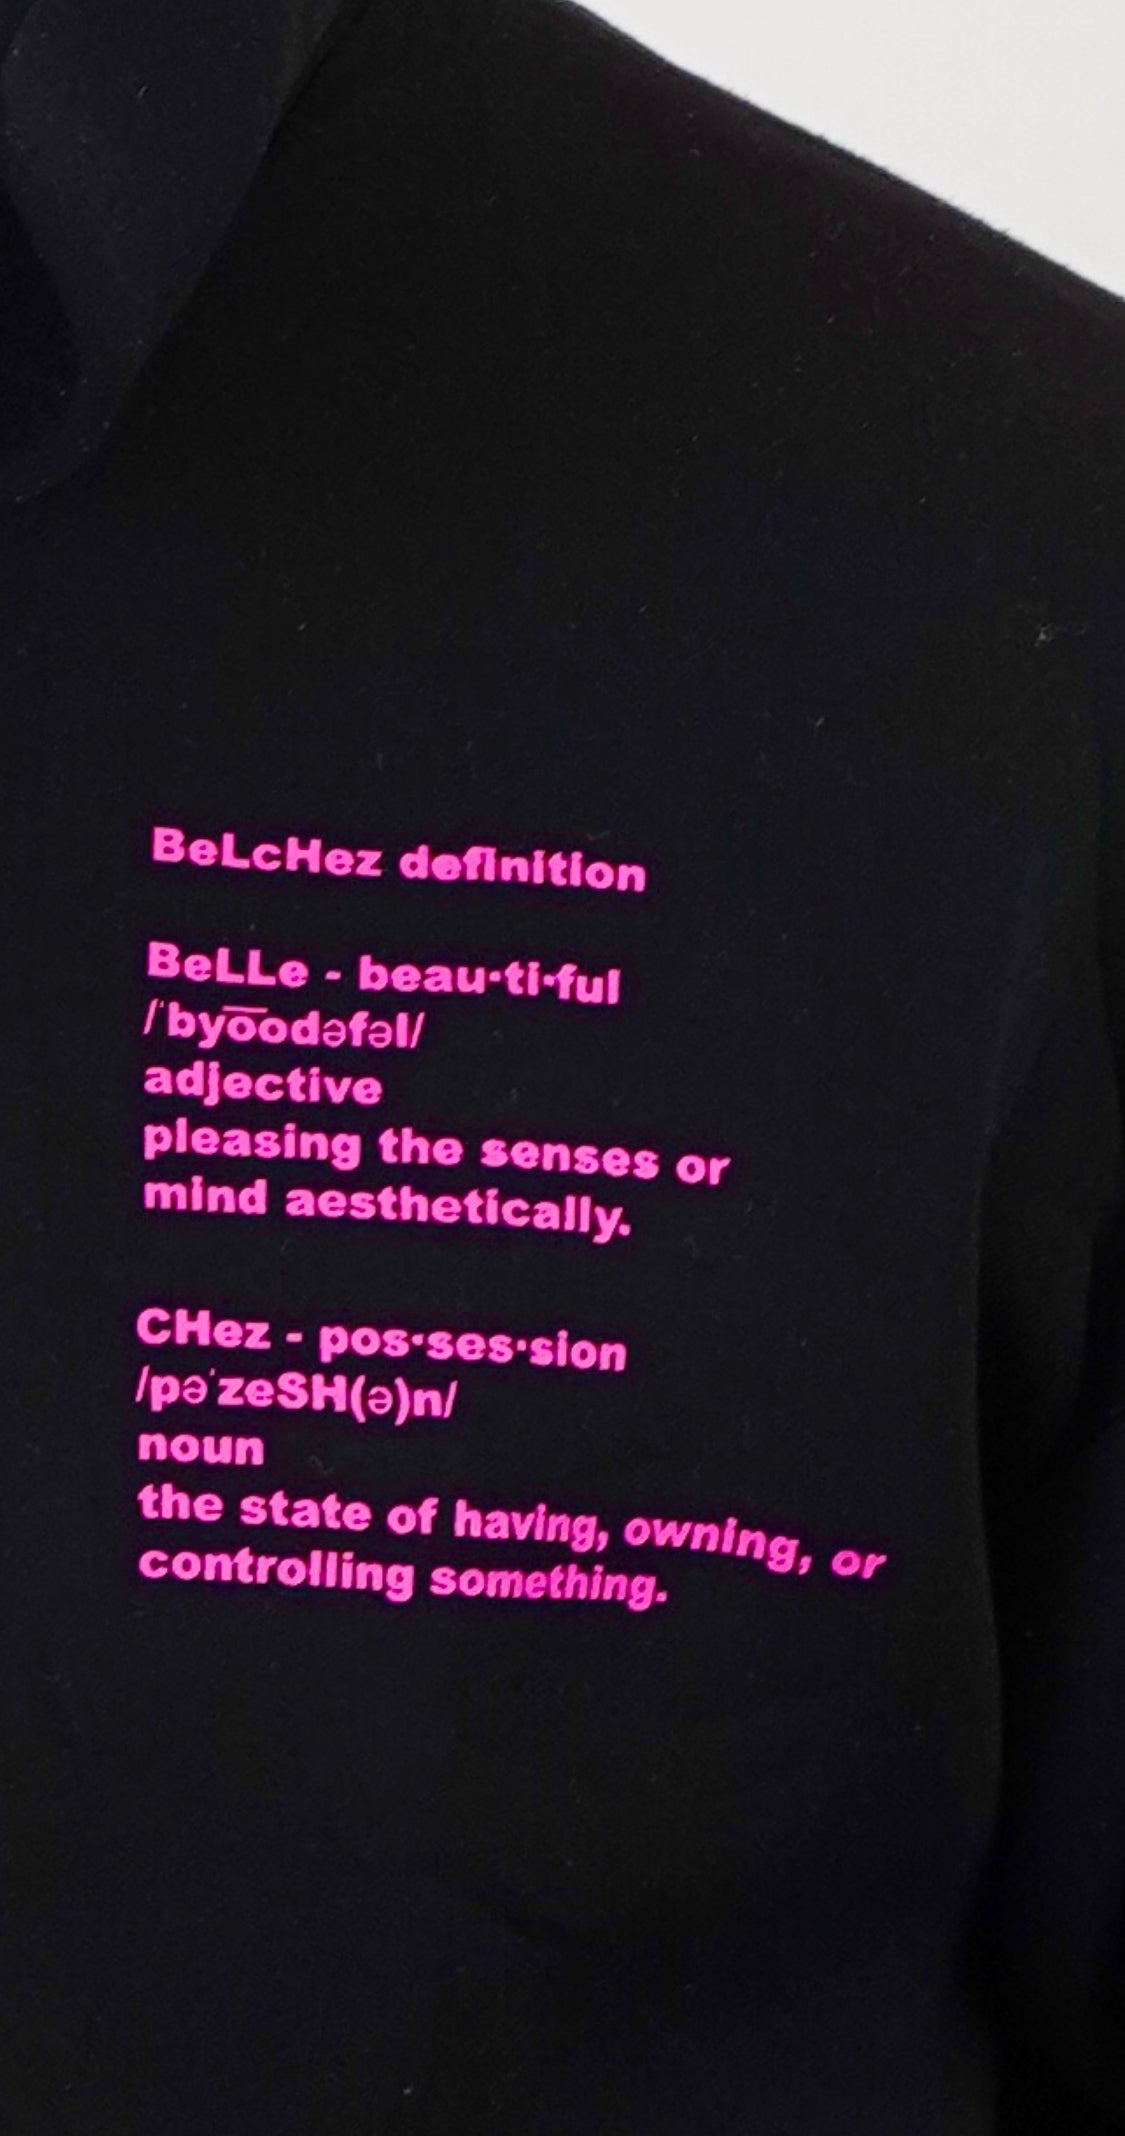 BeLcHez definition
BeLLe - beau·ti·ful
/ˈbyo͞odəfəl/
adjective
pleasing the senses or
mind aesthetically.
CHez - pos·ses·sion
/pəˈzeSH(ə)n/
noun
the state of having, owning, or
controlling something.